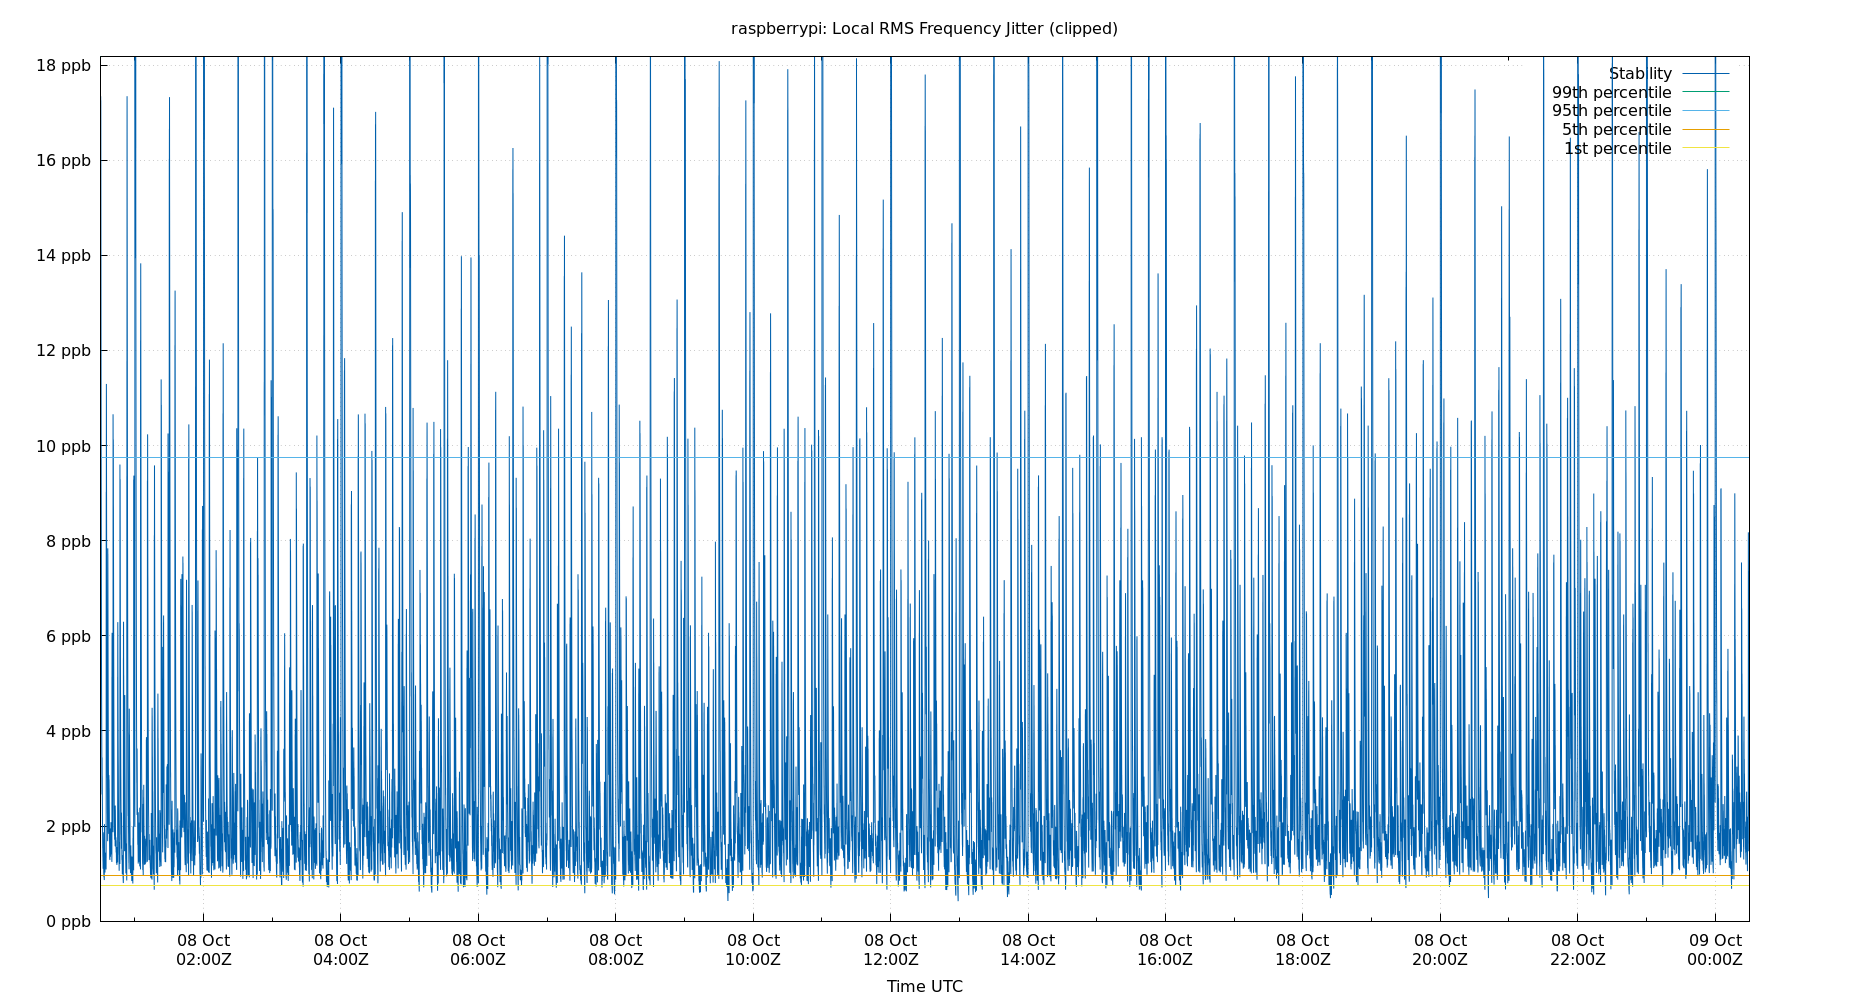 raspberrypi: Local RMS Frequency Jitter (clipped)
18 ppb
16 ppb
14 ppb
12 ppb
10 ppb
8 ppb
6 ppb
4 ppb
2 ppb
0 ppb
Stability
99th percentile
95th percentile
5th percentile
1st percentile
08 Oct 08 Oct 08 Oct 08 Oct 08 Oct 08 Oct 08 Oct 08 Oct 08 Oct 08 Oct 08 Oct 09 Oct
02:00Z 04:00Z 06:00Z 08:00Z 10:00Z 12:00Z 14:00Z 16:00Z 18:00Z 20:00Z 22:00Z 00:00Z
Time UTC